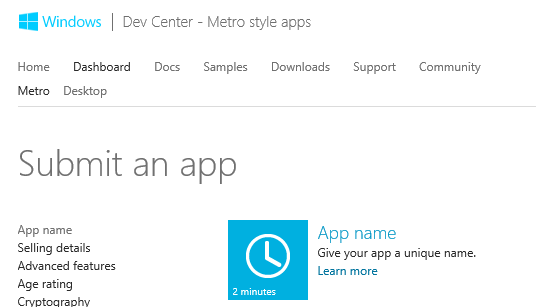 Windows | Dev Center - Metro style apps
Home Dashboard Docs Samples Downloads Support Community
Metro Desktop
Submit an app
App name
Selling details
Advanced features
Age rating
Cryptography
2 minutes
App name
Give your app a unique name.
Learn more